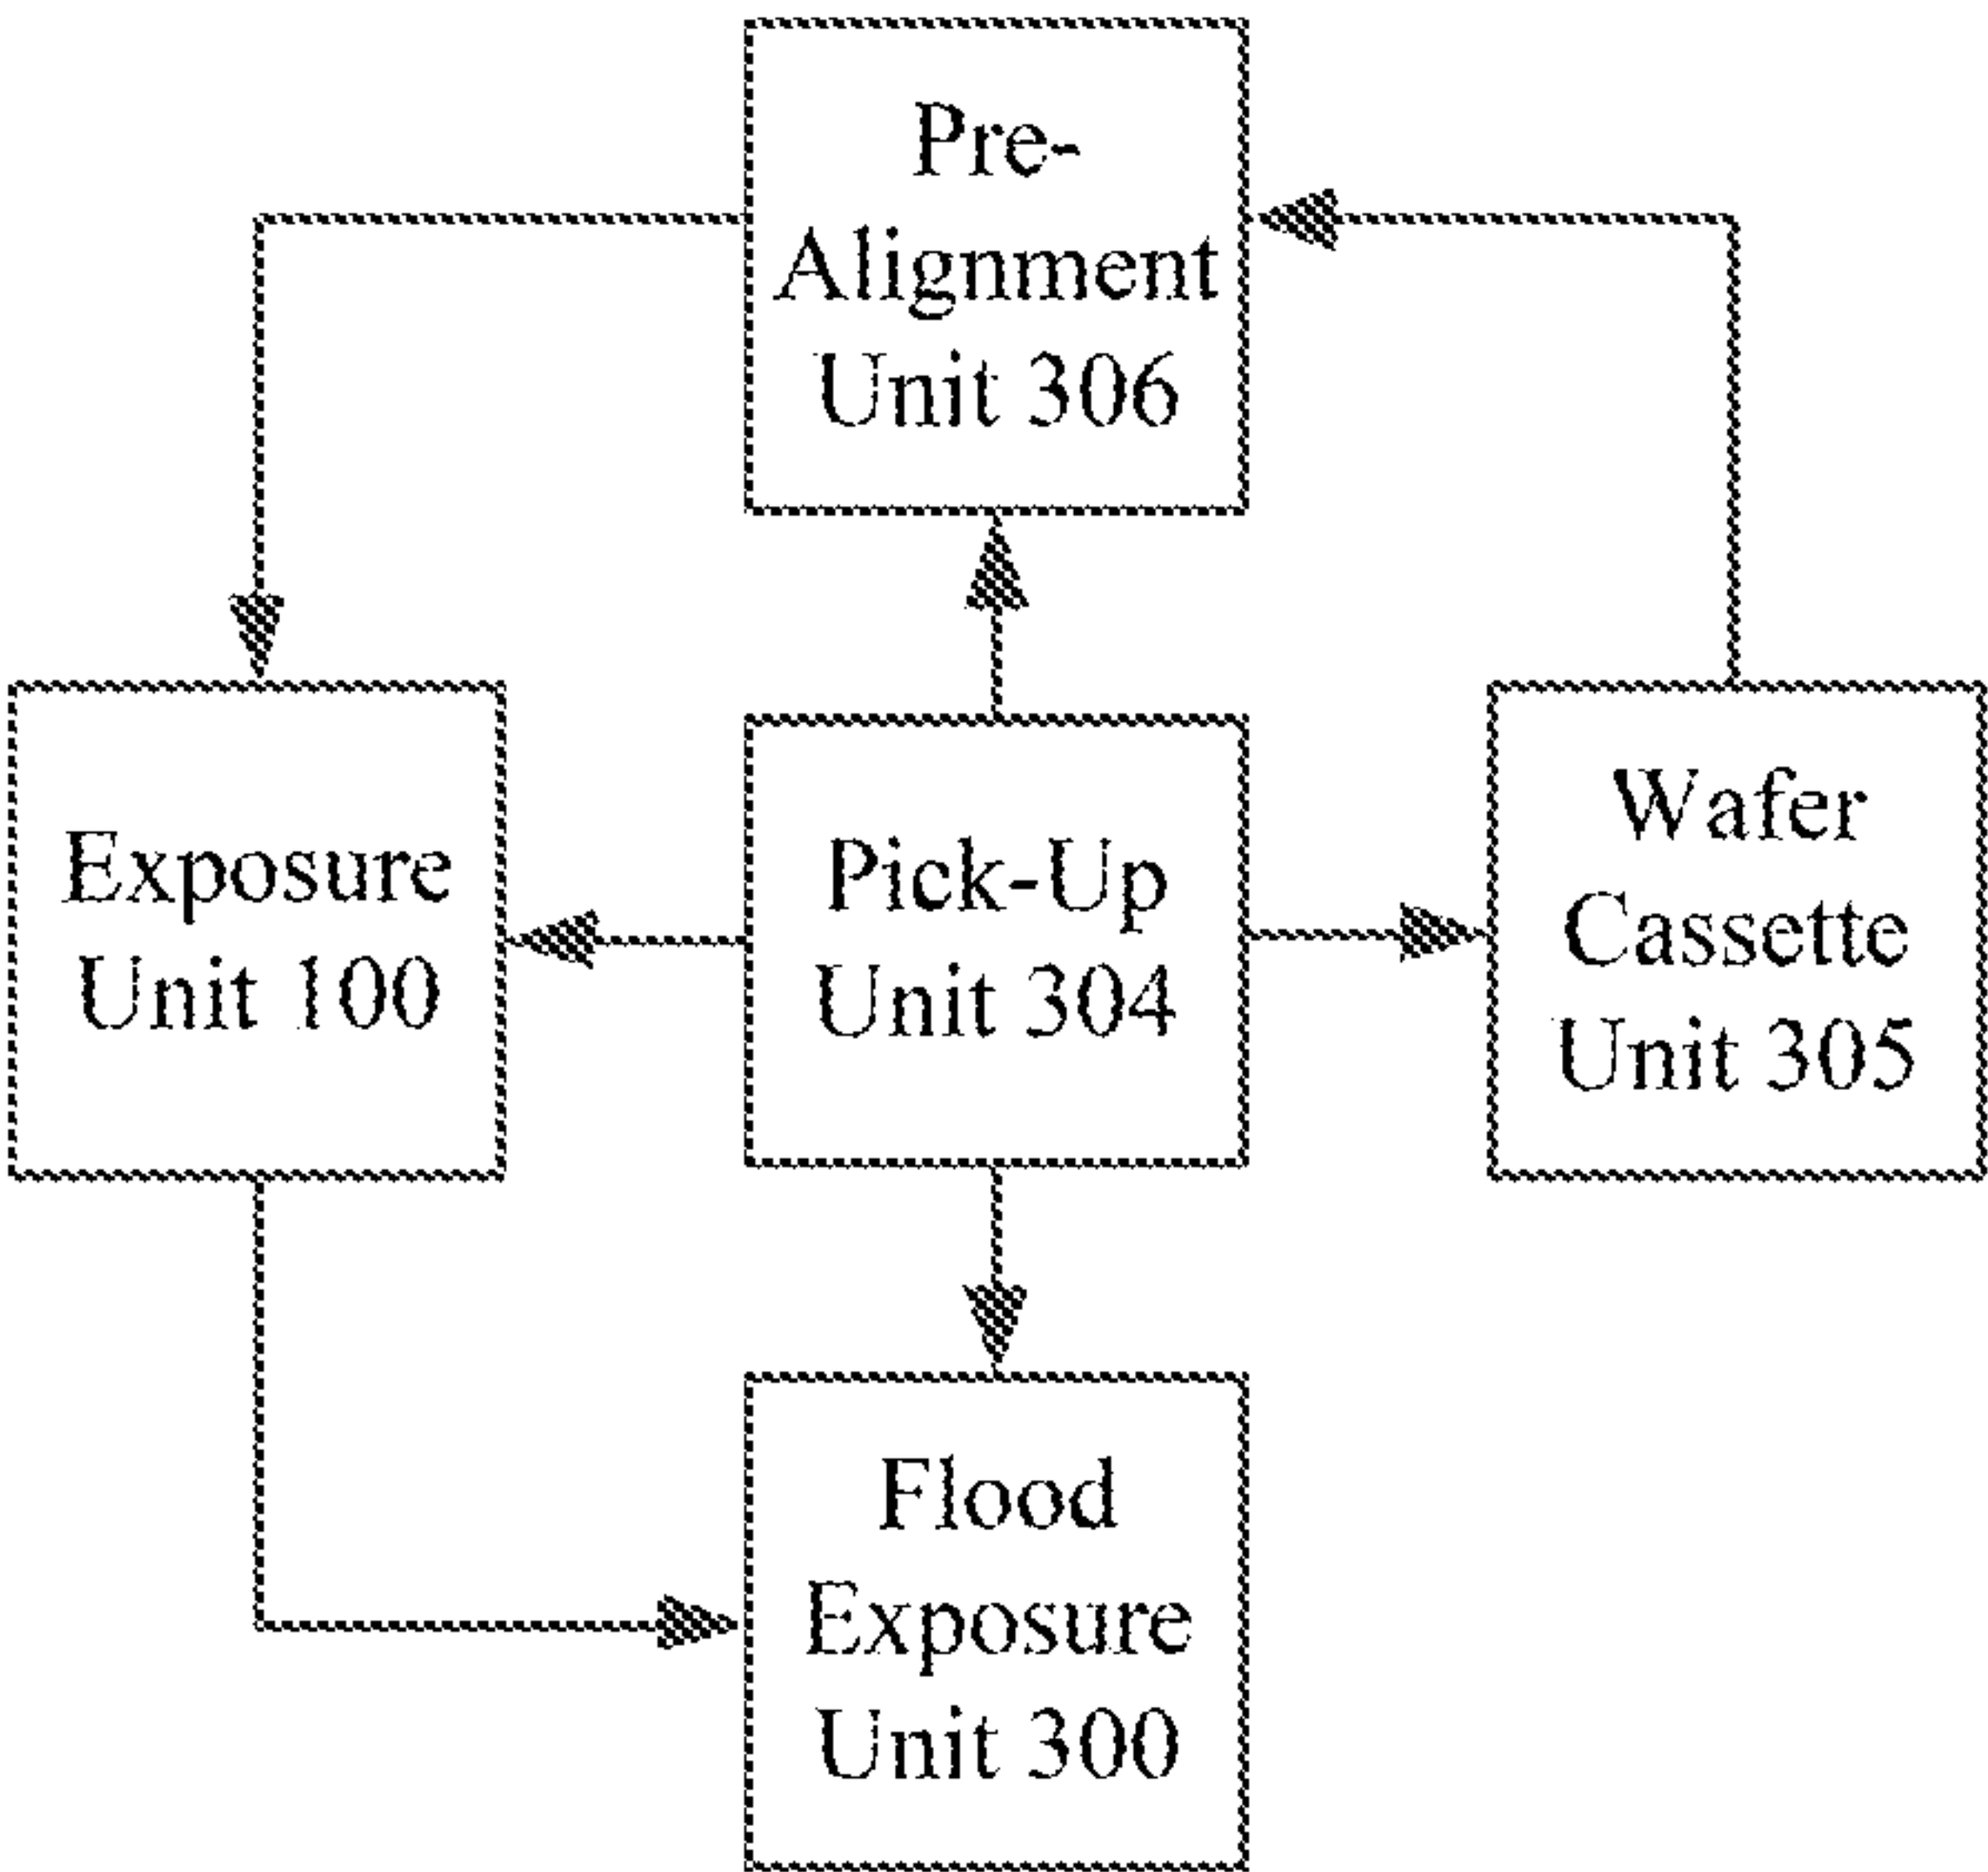 Pre-
Alignment
Unit 306
Exposure
Unit 100
Pick-Up
Unit 304
Wafer
Cassette
Unit 305
Flood
Exposure
Unit 300